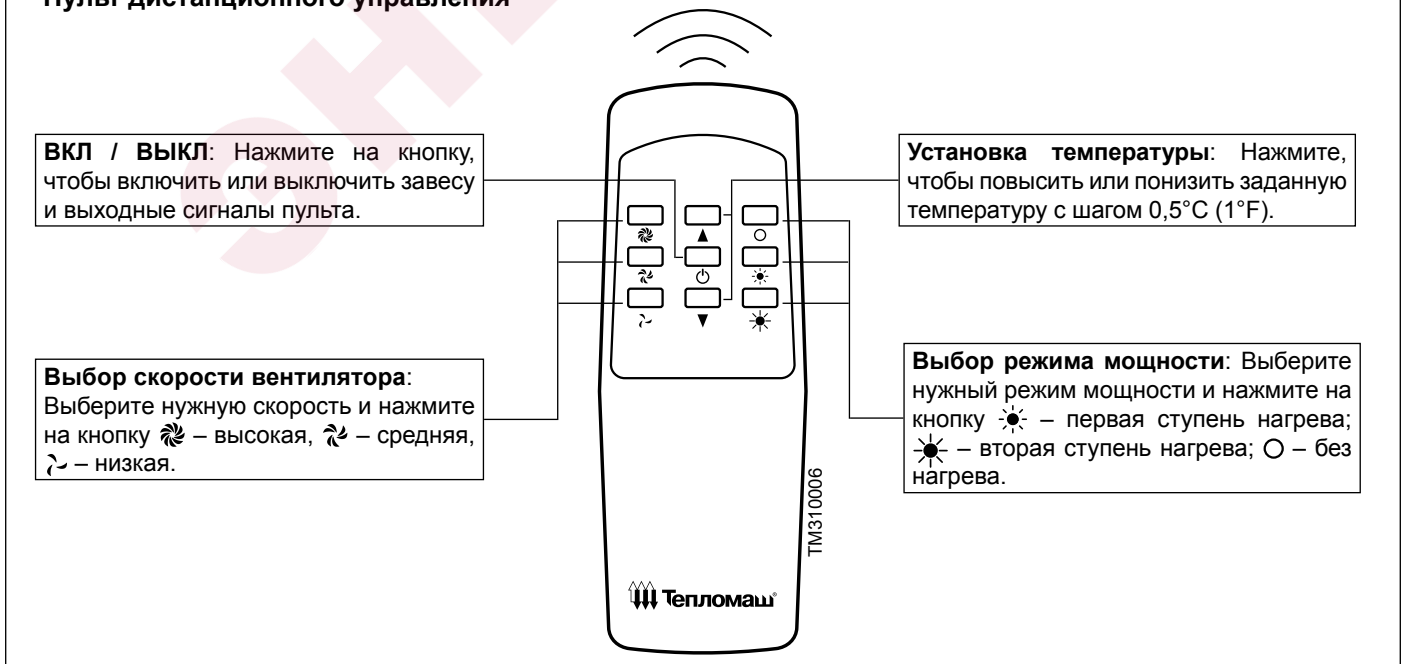 Пульт дистанционного управления
ВКЛ / ВЫКЛ: Нажмите на кнопку,
чтобы включить или выключить завесу
и выходные сигналы пульта.
Установка температуры: Нажмите,
чтобы повысить или понизить заданную
температуру с шагом 0,5°C (1°F).
Выбор скорости вентилятора:
Выберите нужную скорость и нажмите
на кнопку – высокая, – средняя,
– низкая.
Выбор режима мощности: Выберите
нужный режим мощности и нажмите на
кнопку – первая ступень нагрева;
– вторая ступень нагрева; – без
нагрева.
TM310006
Тепломаш